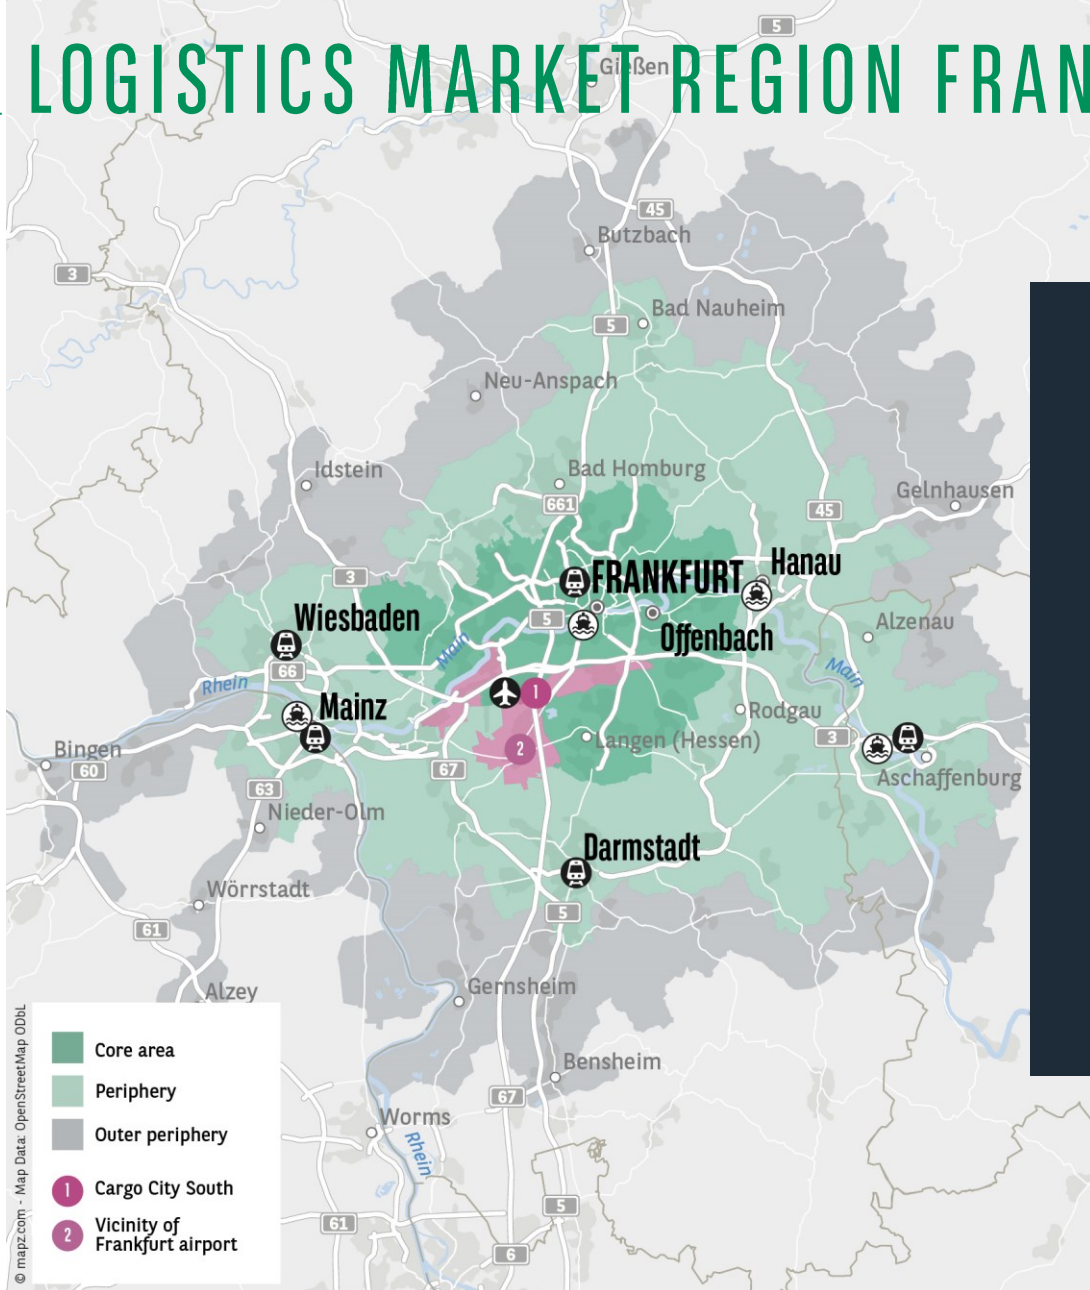 LOGISTICS MARKET REGION FRAN
5
Gießen
45
Butzbach
3
Bad Nauheim
5
Neu-Anspach
Bad Homburg
Idstein
661
Gelnhausen
45
Hanau
3
FRANKFURT
Wiesbaden
5
Alzenau
Offenbach
Main
66
Main
Rhein
1
Mainz
Rodgau
3
Langen (Hessen)
2
Bingen
60
67
Aschaffenburg
63
Nieder-Olm
Darmstadt
Wörrstadt
5
61
Gernsheim
Alzey
Core area
Bensheim
Periphery
67
Worms
Outer periphery
Rhein
1 Cargo City South
5
61
2 Vicinity of
Frankfurt airport
6
© mapz.com - Map Data: OpenStreetMap ODbL